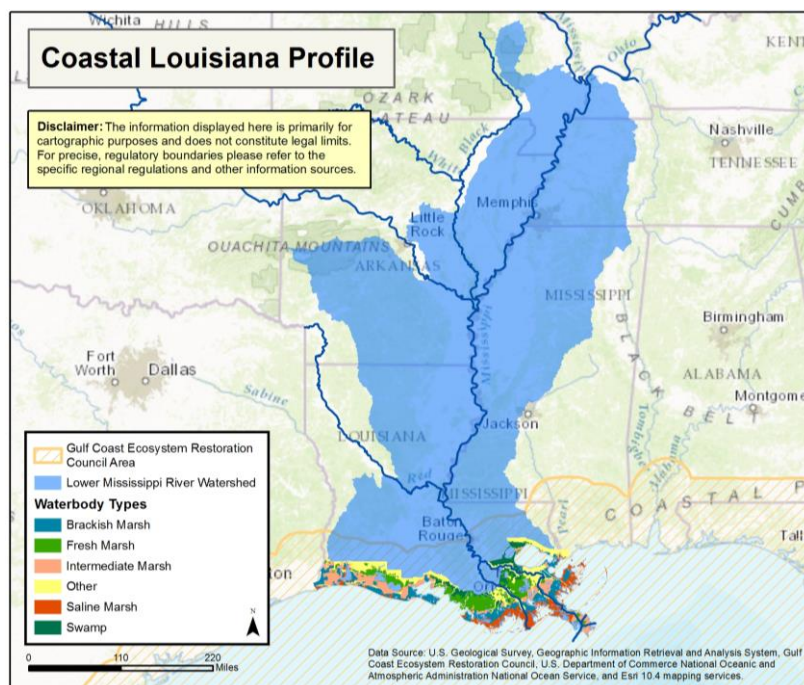 Wichita
HILLS
Mississippi
Ohio
KEN
Coastal Louisiana Profile
OZARK
PLATEAU
Disclaimer: The information displayed here is primarily for
cartographic purposes and does not constitute legal limits.
For precise, regulatory boundaries please refer to the
specific regional regulations and other information sources.
Black
White
Nashville
TENNESSEE
CUMB
OKLAHOMA
Memphis
Little
Rock
OUACHITA MOUNTAINS
ARKANSAS
MISSISSIPPI
Birmingham
Fort
Worth
Dallas
Mississippi
ALABAMA
BLACK BELT
Sabine
Montgome
Jackson
Tombigbee
Alabama
LOUISIANA
Gulf Coast Ecosystem Restoration
Council Area
Lower Mississippi River Watershed
Red
MISSISSIPPI
Pearl
COASTAL P
Waterbody Types
Brackish Marsh
Fresh Marsh
Intermediate Marsh
Other
Saline Marsh
Swamp
Baton
Rouge
Tall
ton
N
0 110 220
Miles
Data Source: U.S. Geological Survey, Geographic Information Retrieval and Analysis System, Gulf
Coast Ecosystem Restoration Council, U.S. Department of Commerce National Oceanic and
Atmospheric Administration National Ocean Service, and Esri 10.4 mapping services.